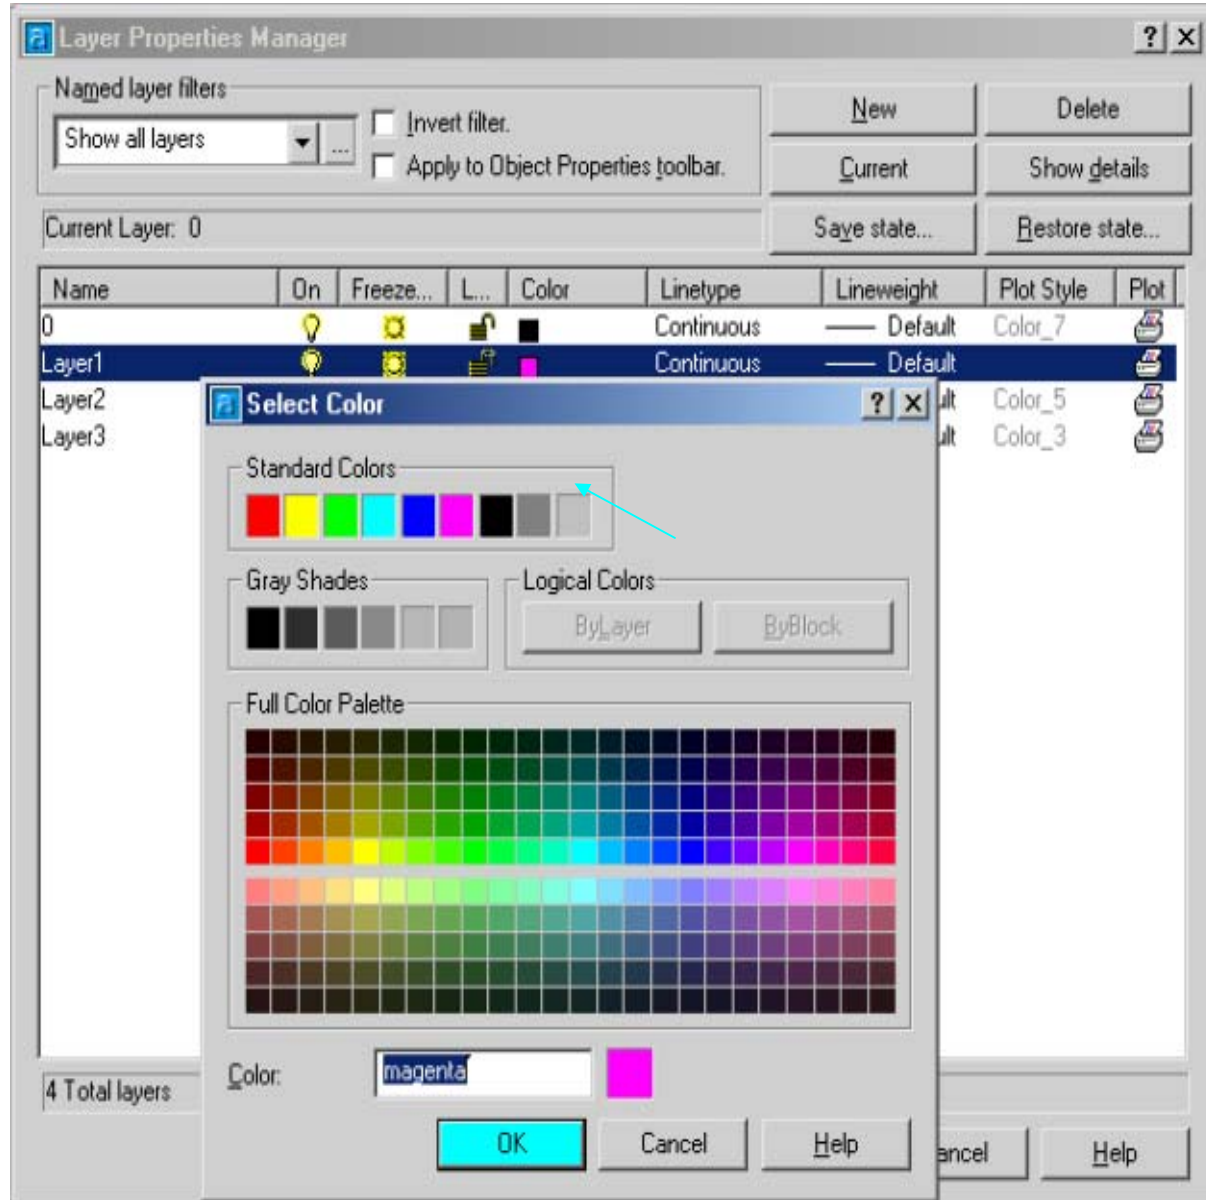 Layer Properties Manager
Named layer filters
Show all layers
...
Invert filter.
Apply to Object Properties toolbar.
New
Delete
Current
Show details
Current Layer: 0
Save state...
Restore state...
Name On Freeze... L... Color Linetype Lineweight Plot Style Plot
0 Continuous Default Color_7
Layer1 Continuous Default
Layer2 ult Color_5
Layer3 ult Color_3
Select Color
Standard Colors
Gray Shades
Logical Colors
ByLayer
ByBlock
Full Color Palette
Color:
magenta
4 Total layers
OK
Cancel
Help
ancel
Help